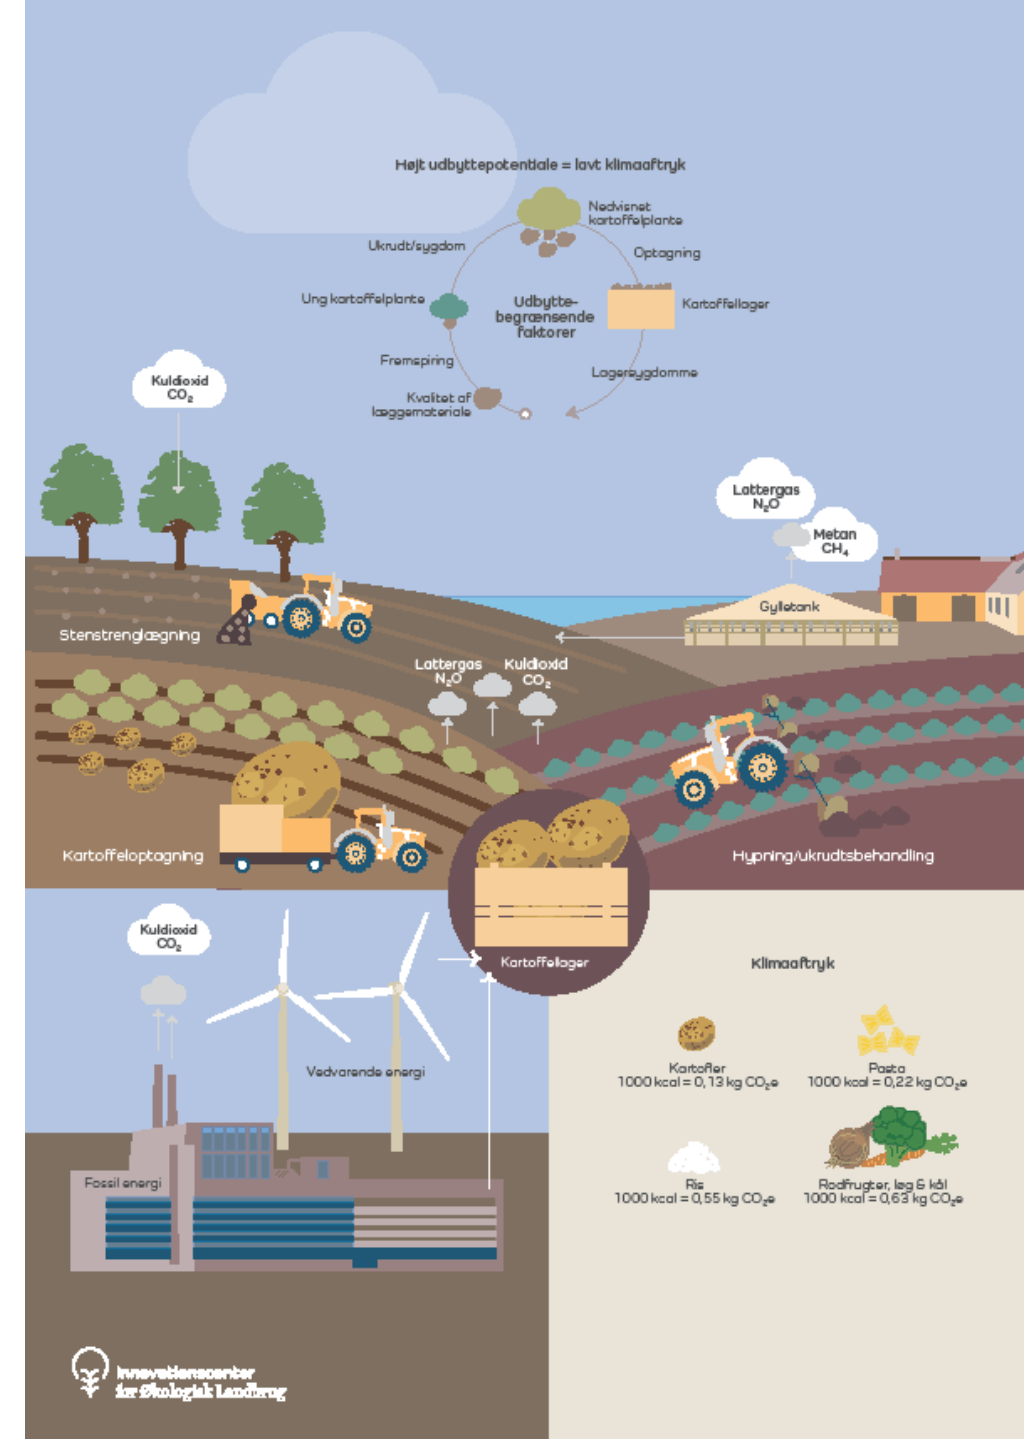 Højt udbyttepotentiale = lavt klimaaftryk
Nedvisnet
kartoffelplante
Ukrudt/sygdom
Optagning
Ung kartoffelplante
Udbytte-
begrænsende
faktorer
Kartoffellager
Fremspiring
Lagersygdomme
Kvalitet af
læggemateriale
Kuldioxid
CO₂
Lattergas
N₂O
Metan
CH₄
Gylletank
Stenstrenglægning
Lattergas
N₂O
Kuldioxid
CO₂
Kartoffeloptagning
Hypning/ukrudtsbehandling
Kuldioxid
CO₂
Kartoffellager
Klimaaftryk
Vedvarende energi
Kartofler
1000 kcal = 0,13 kg CO₂e
Pasta
1000 kcal = 0,22 kg CO₂e
Fossil energi
Ris
1000 kcal = 0,55 kg CO₂e
Rodfrugter, løg & kål
1000 kcal = 0,63 kg CO₂e
Innovationscenter
for Økologisk Landbrug